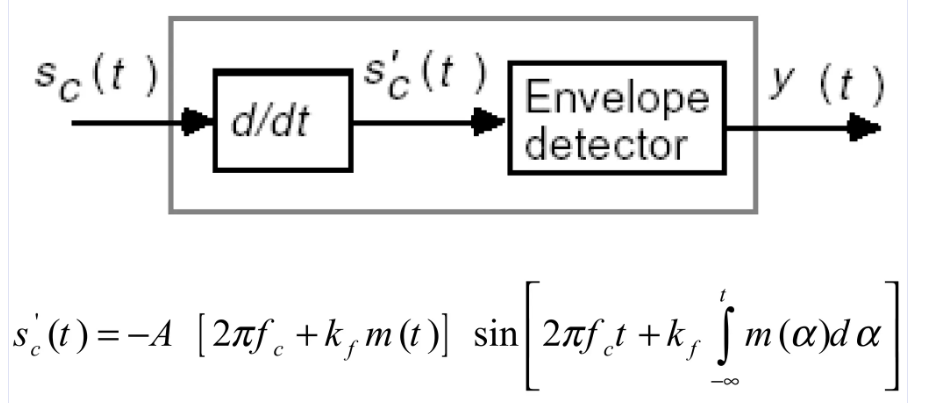 s_c(t) d/dt s'_c(t) Envelope detector y (t)
s'_c(t) = −A [2πf_c + k_f m(t)] sin[2πf_c t + k_f ∫_{−∞}^{t} m(α)dα]